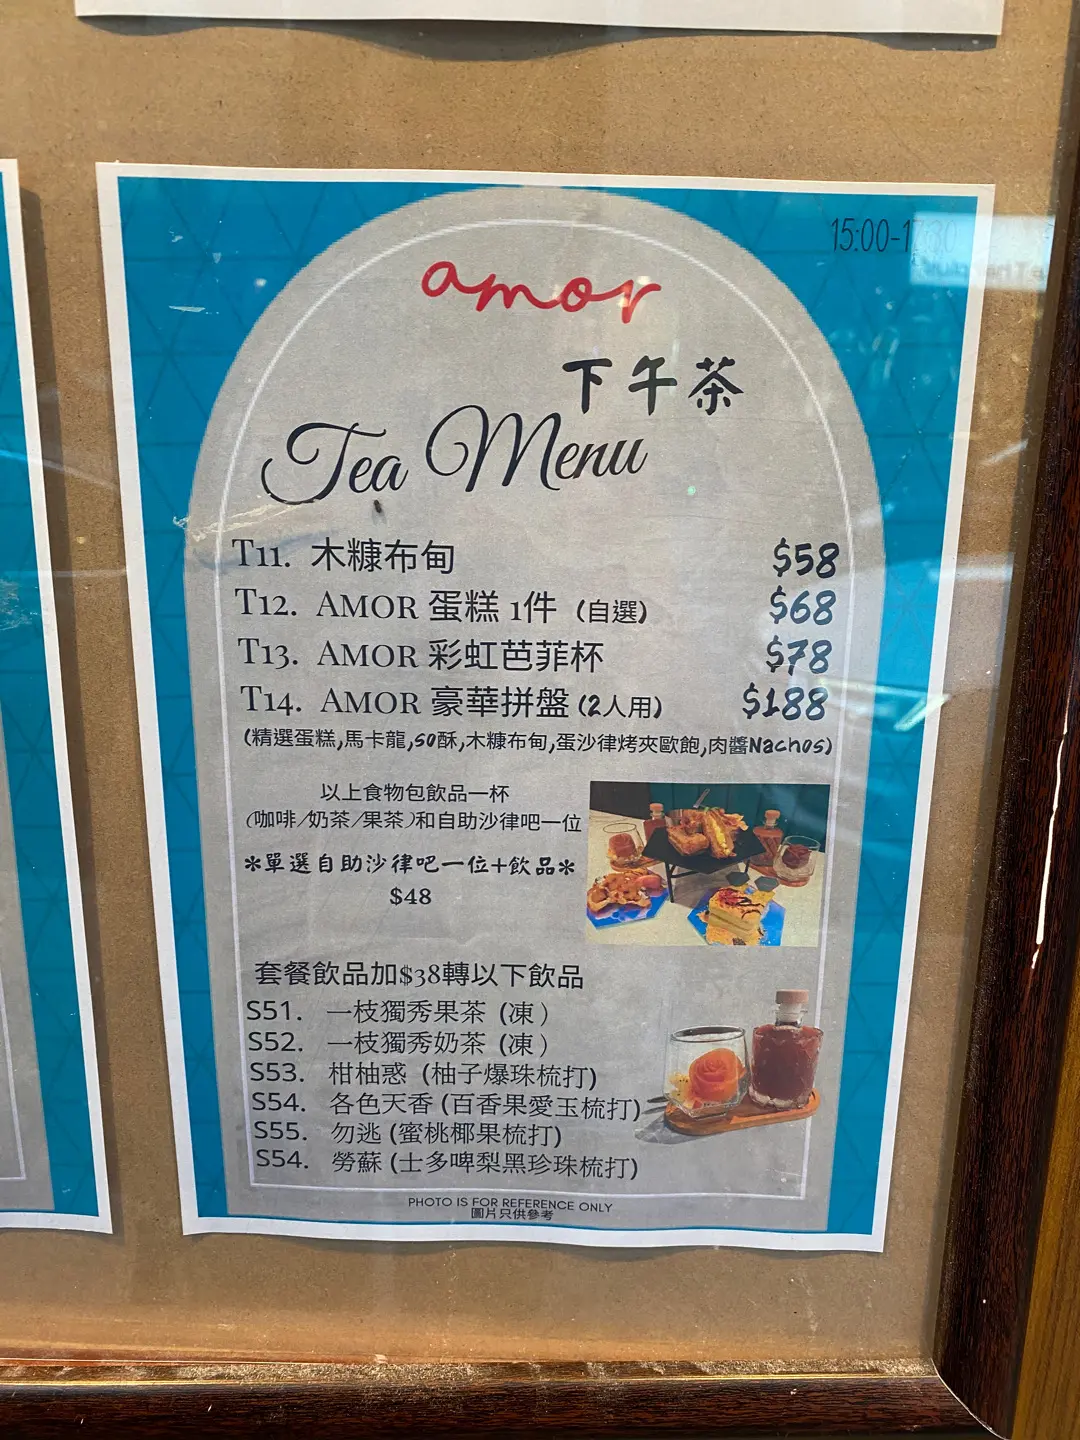 15:00-17:30
amor
下午茶
Tea Menu
T11. 木糠布甸 $58
T12. AMOR 蛋糕 1件 (自選) $68
T13. AMOR 彩虹芭菲杯 $78
T14. AMOR 豪華拼盤 (2人用) $188
(精選蛋糕,馬卡龍,so酥,木糠布甸,蛋沙律烤夾歐飽,肉醬Nachos)
以上食物包飲品一杯
(咖啡/奶茶/果茶)和自助沙律吧一位
*單選自助沙律吧一位+飲品*
$48
套餐飲品加$38轉以下飲品
S51. 一枝獨秀果茶 (凍)
S52. 一枝獨秀奶茶 (凍)
S53. 柑柚惑 (柚子爆珠梳打)
S54. 各色天香 (百香果愛玉梳打)
S55. 勿逃 (蜜桃椰果梳打)
S54. 勞蘇 (士多啤梨黑珍珠梳打)
PHOTO IS FOR REFERENCE ONLY
圖片只供參考